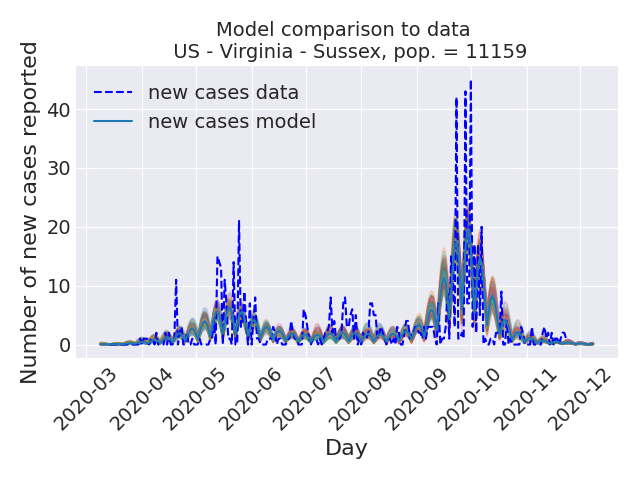 Model comparison to data
US - Virginia - Sussex, pop. = 11159
Number of new cases reported
40
30
20
10
0
new cases data
new cases model
2020-03
2020-04
2020-05
2020-06
2020-07
2020-08
2020-09
2020-10
2020-11
2020-12
Day